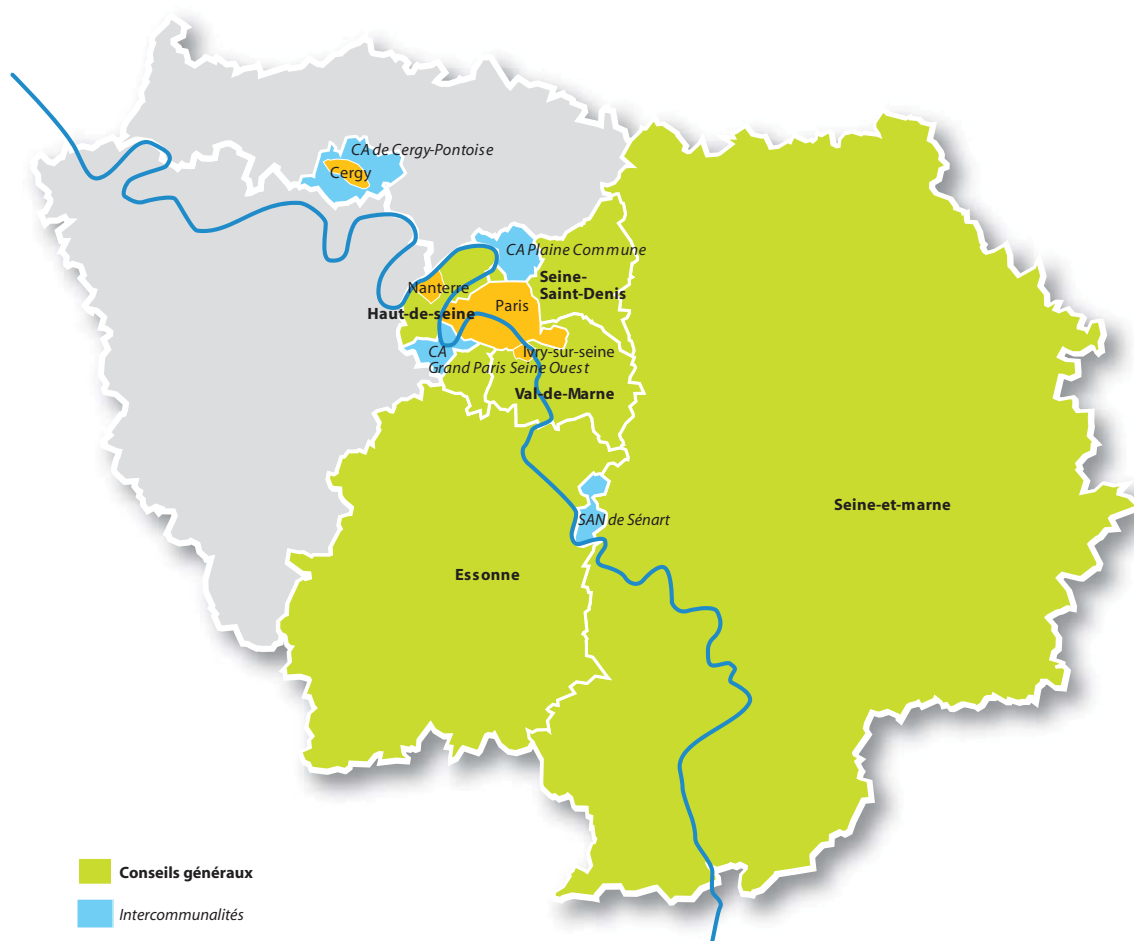 CA de Cergy-Pontoise
Cergy
CA Plaine Commune
Seine-
Saint-Denis
Nanterre
Paris
Haut-de-seine
Ivry-sur-seine
CA
Grand Paris Seine Ouest
Val-de-Marne
Seine-et-marne
SAN de Sénart
Essonne
Conseils généraux
Intercommunalités